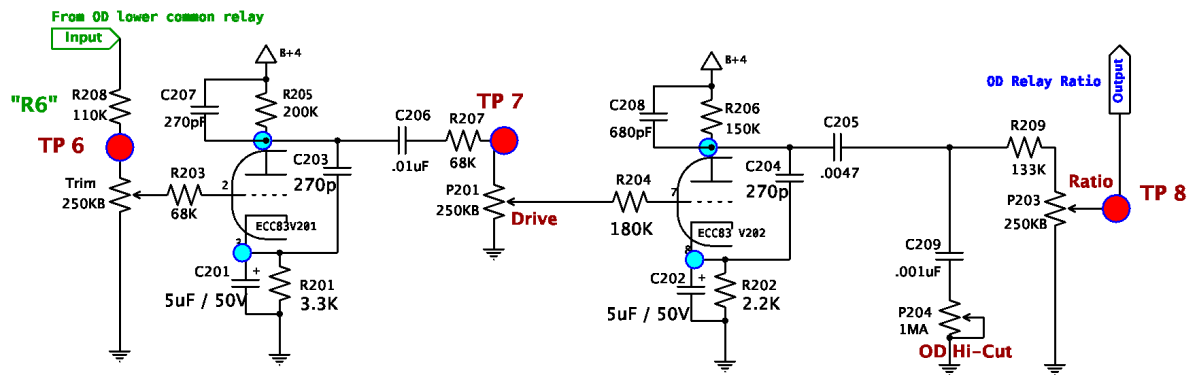 From OD lower common relay
Input
"R6"
R208
110K
TP 6
Trim
250KB
R203
68K
C207
270pF
B+4
R205
200K
2
ECC83 V201
3
C203
270p
C201
+
5uF / 50V
R201
3.3K
C206
.01uF
R207
68K
TP 7
P201
250KB
Drive
R204
180K
C208
680pF
B+4
R206
150K
7
ECC83 V202
8
C204
270p
C202
+
5uF / 50V
R202
2.2K
C205
.0047
C209
.001uF
P204
1MA
OD Hi-Cut
OD Relay Ratio
Output
R209
133K
Ratio
P203
250KB
TP 8